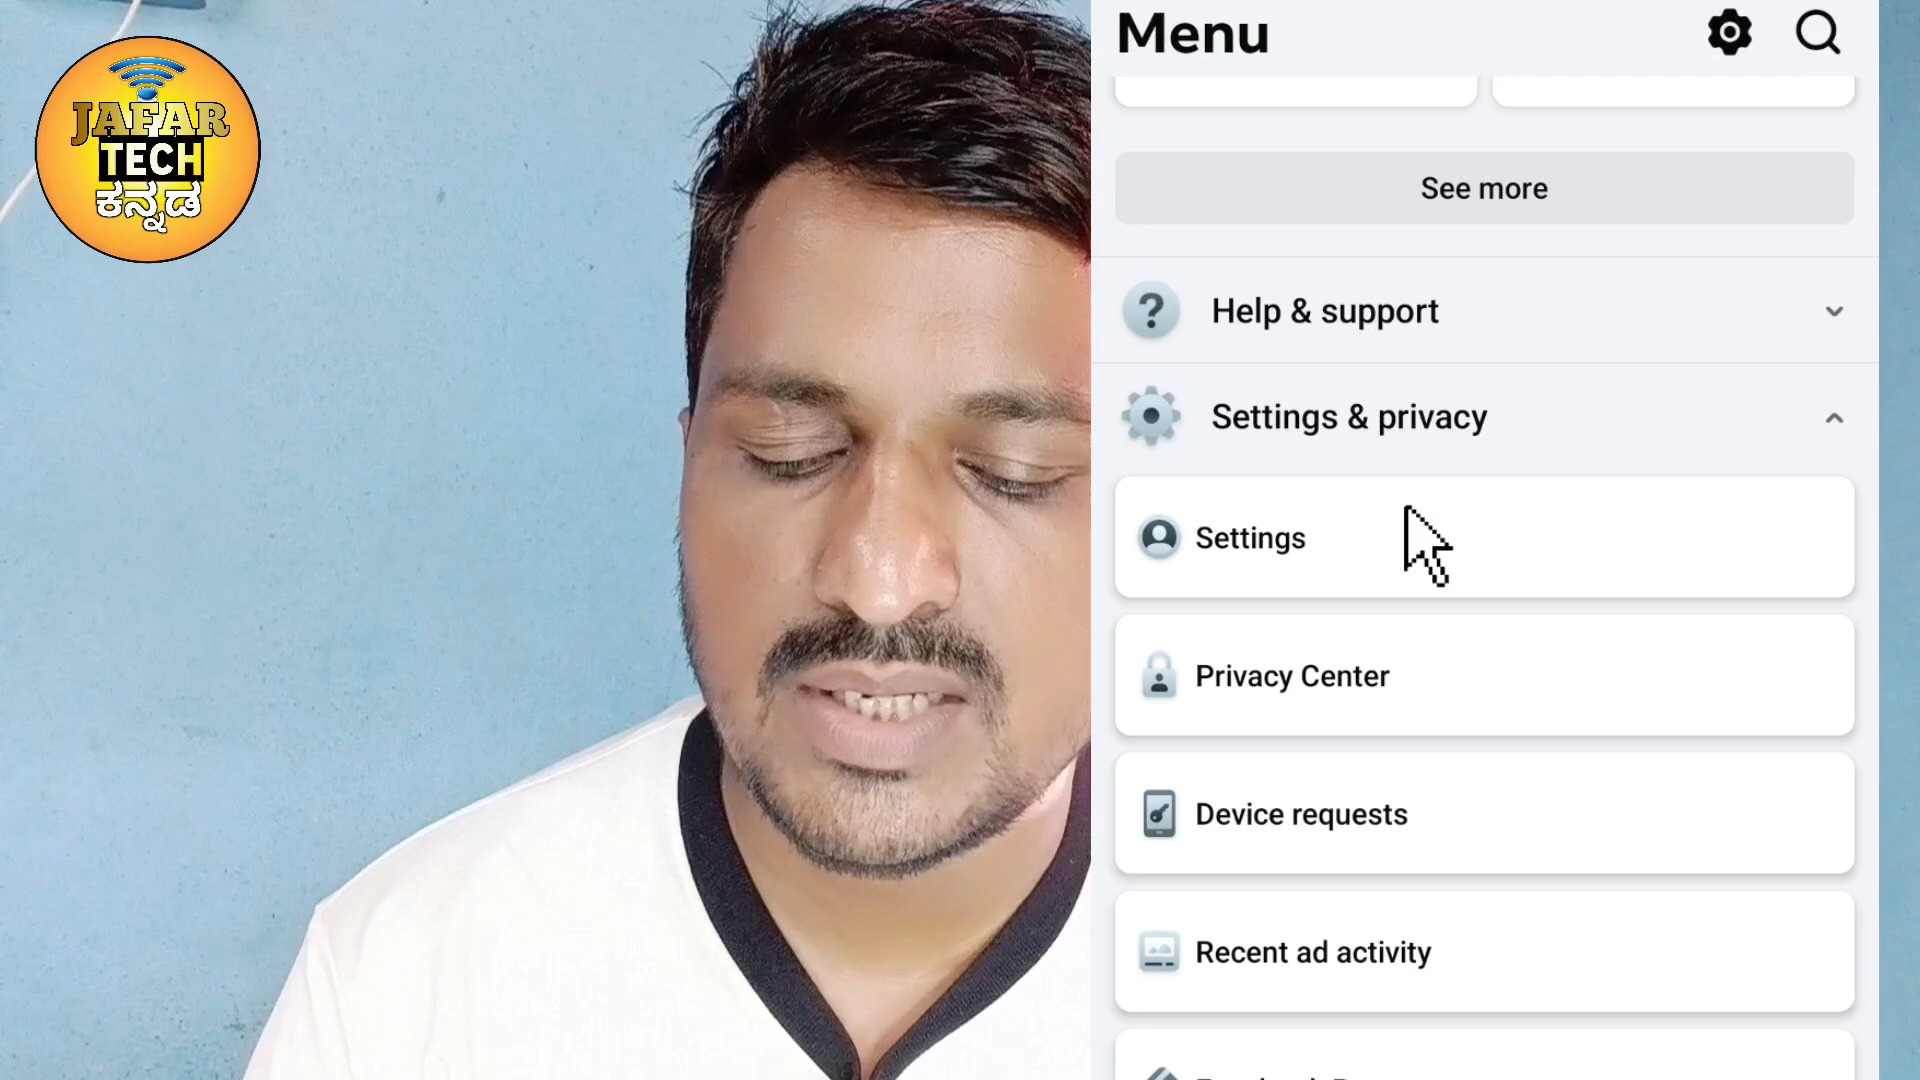 JAFAR
TECH
ಕನ್ನಡ
Menu
See more
Help & support
Settings & privacy
Settings
Privacy Center
Device requests
Recent ad activity